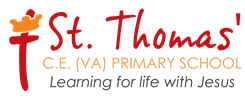 St. Thomas'
C.E. (VA) PRIMARY SCHOOL
Learning for life with Jesus